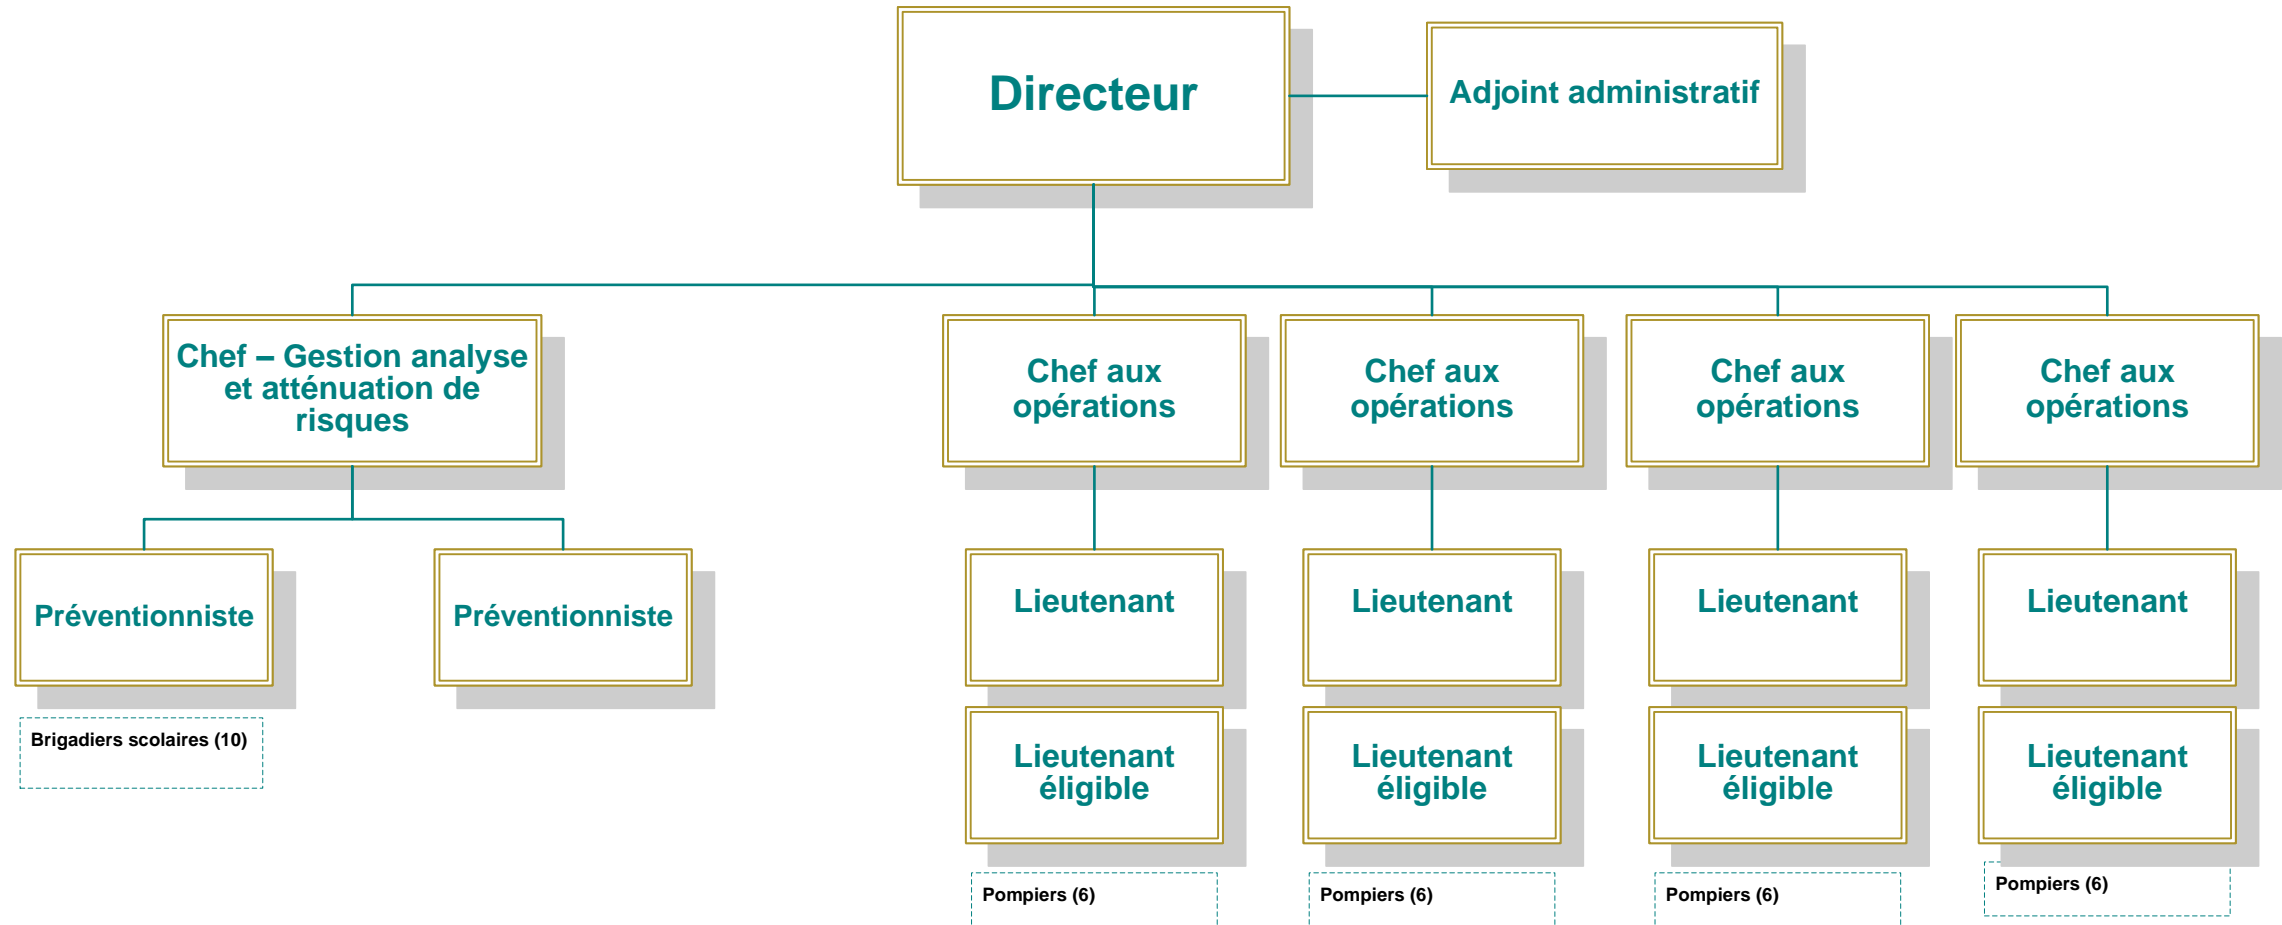 Directeur
Adjoint administratif
Chef – Gestion analyse
et atténuation de
risques
Chef aux
opérations
Chef aux
opérations
Chef aux
opérations
Chef aux
opérations
Préventionniste
Préventionniste
Lieutenant
Lieutenant
Lieutenant
Lieutenant
Brigadiers scolaires (10)
Lieutenant
éligible
Lieutenant
éligible
Lieutenant
éligible
Lieutenant
éligible
Pompiers (6)
Pompiers (6)
Pompiers (6)
Pompiers (6)